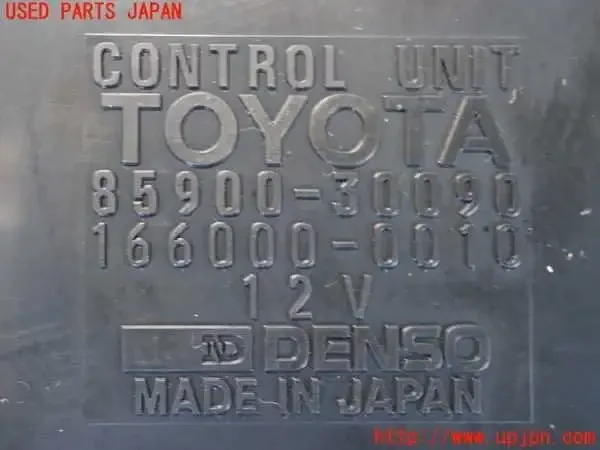 USED PARTS JAPAN
CONTROL UNIT
TOYOTA
85900-30090
166000-0010
12V
ND DENSO
MADE IN JAPAN
http://www.upjpn.com/